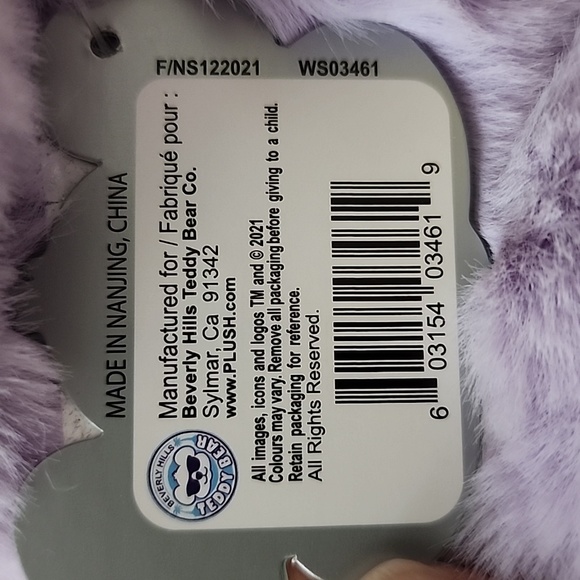 F/NS122021 WS03461
MADE IN NANJING, CHINA
Manufactured for / Fabriqué pour :
Beverly Hills Teddy Bear Co.
Sylmar, Ca 91342
www.PLUSH.com
All images, icons and logos TM and © 2021
Colours may vary. Remove all packaging before giving to a child.
Retain packaging for reference.
All Rights Reserved.
BEVERLY HILLS
TEDDY BEAR
6 03154 03461 9